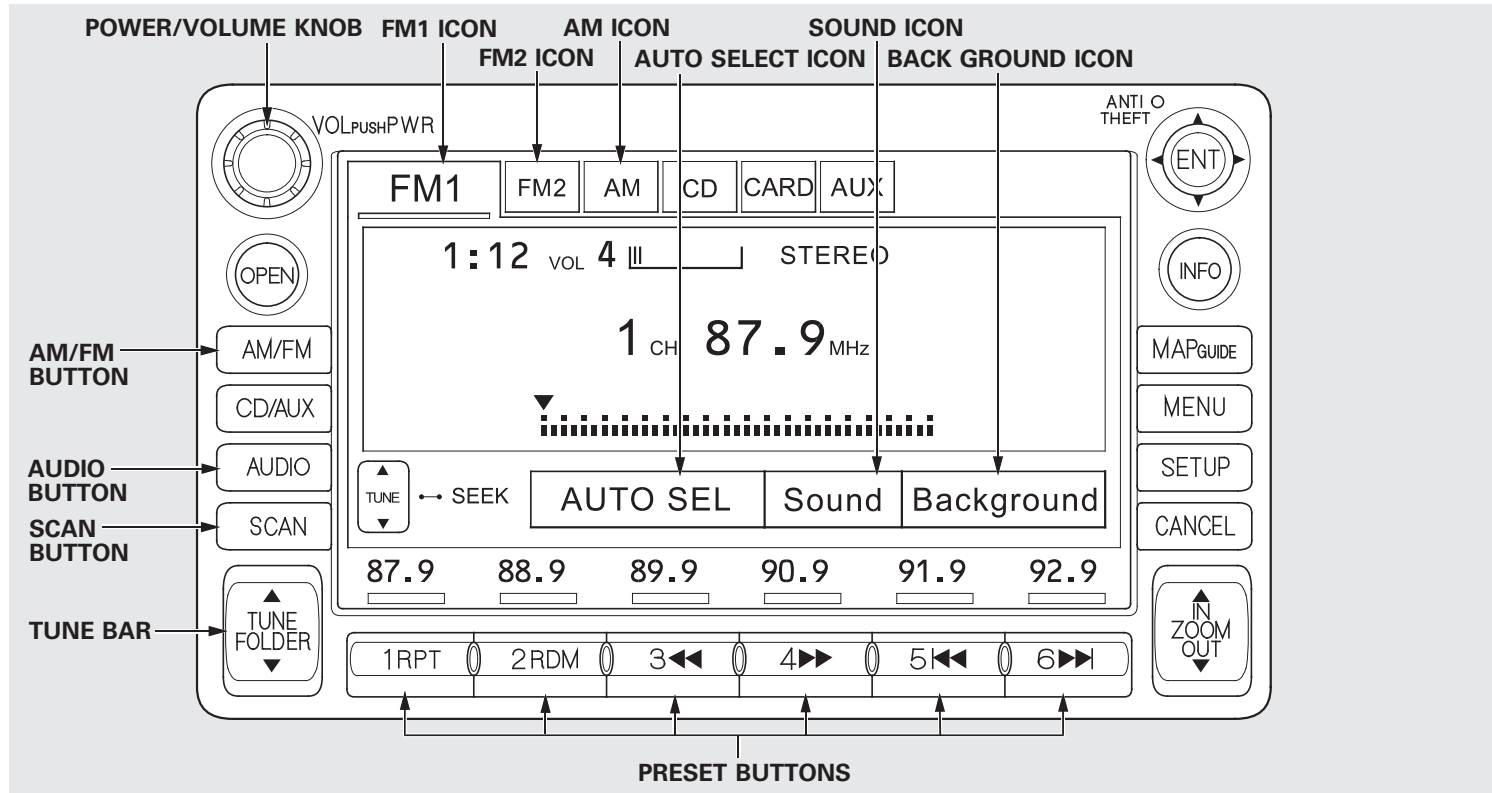 POWER/VOLUME KNOB FM1 ICON AM ICON SOUND ICON
FM2 ICON AUTO SELECT ICON BACK GROUND ICON
VOLPUSHPWR
ANTI
THEFT
ENT
FM1 FM2 AM CD CARD AUX
1:12 VOL 4 STEREO
OPEN
INFO
1 CH 87.9 MHz
AM/FM
BUTTON
AM/FM
MAPGUIDE
CD/AUX
MENU
AUDIO
BUTTON
AUDIO
SETUP
TUNE SEEK AUTO SEL Sound Background
SCAN
BUTTON
SCAN
CANCEL
87.9 88.9 89.9 90.9 91.9 92.9
TUNE BAR
TUNE
FOLDER
IN
ZOOM
OUT
1RPT 2RDM 3◀◀ 4▶▶ 5|◀◀ 6▶▶|
PRESET BUTTONS